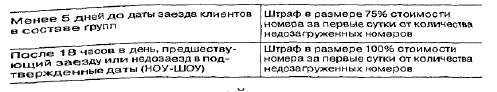 Менее 5 дней до даты заезда клиентов
в составе групп
Штраф в размере 75% стоимости
номера за первые сутки от количества
недозагруженных номеров
После 18 часов в день, предшеству-
ющий заезду или недозаезд в под-
твержденные даты (НОУ-ШОУ)
Штраф в размере 100% стоимости
номера за первые сутки от количества
недозагруженных номеров